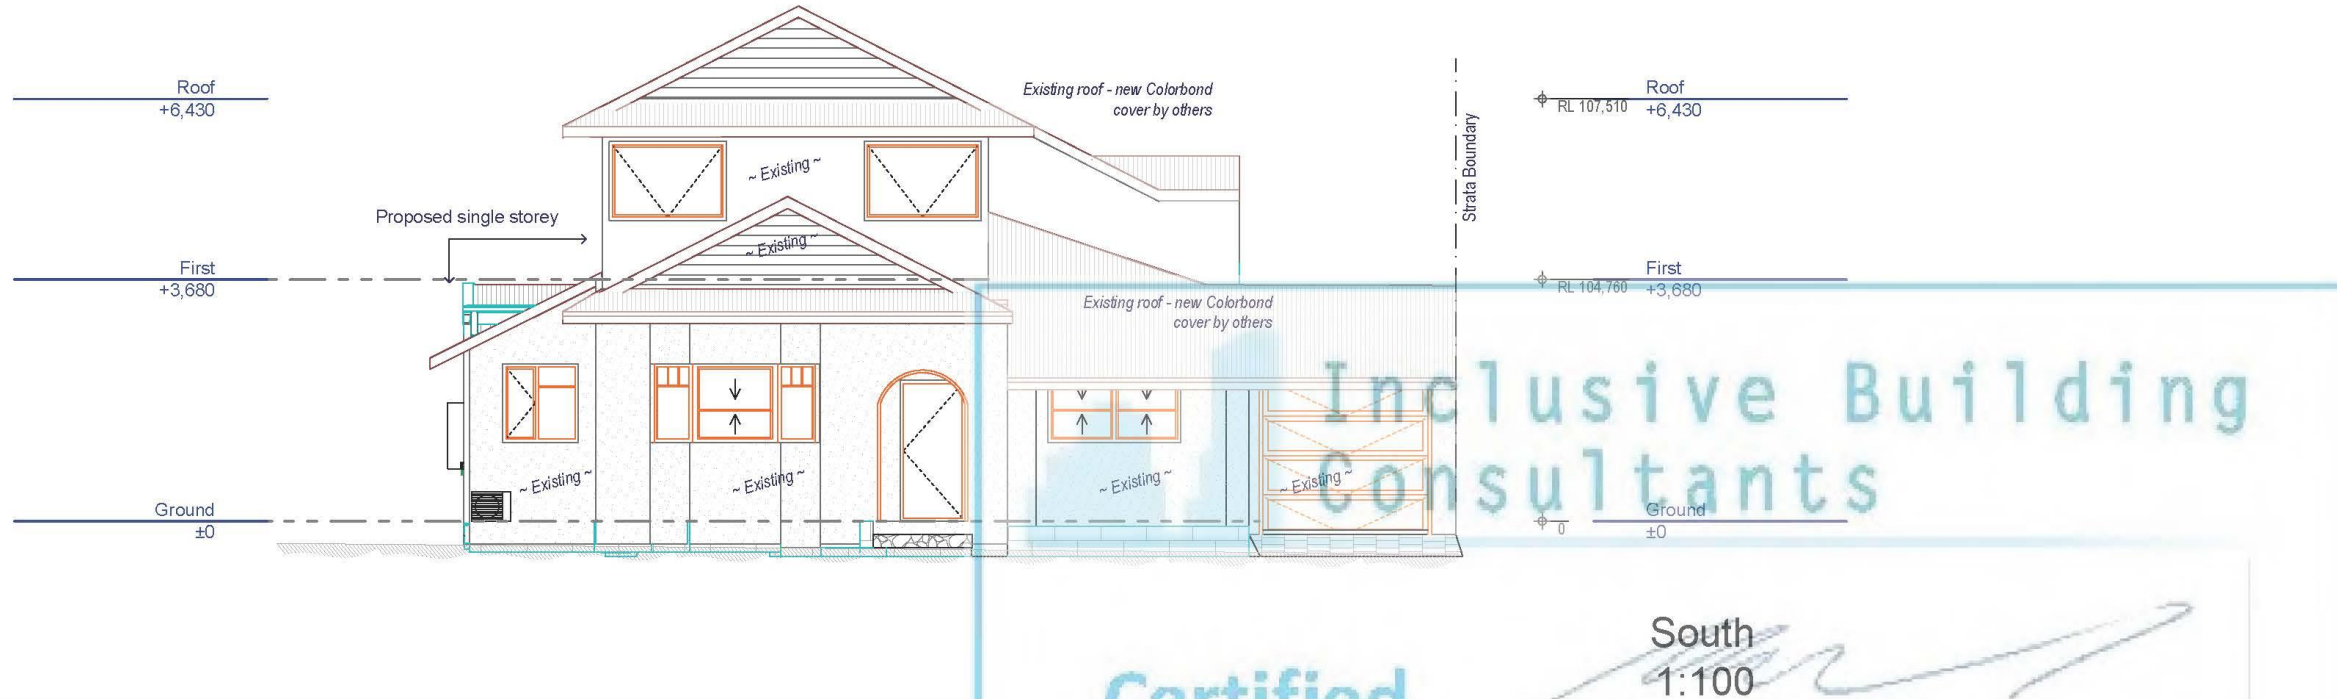 Roof
+6,430
Existing roof - new Colorbond
cover by others
Strata Boundary
RL 107,510
Roof
+6,430
~ Existing ~
Proposed single storey
~ Existing ~
First
+3,680
RL 104,760
First
+3,680
Existing roof - new Colorbond
cover by others
Inclusive Building
Consultants
~ Existing ~
~ Existing ~
~ Existing ~
~ Existing ~
Ground
±0
0
Ground
±0
South
1:100
Certified